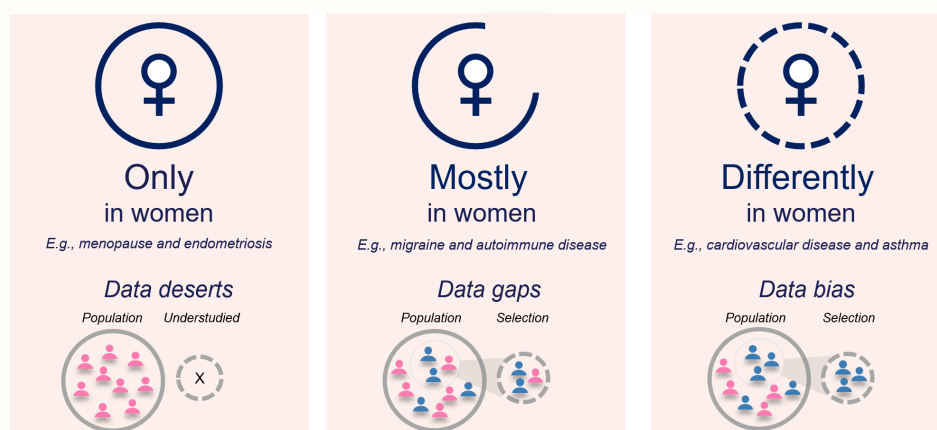 Only
in women
E.g., menopause and endometriosis
Data deserts
Population Understudied
X
Mostly
in women
E.g., migraine and autoimmune disease
Data gaps
Population Selection
Differently
in women
E.g., cardiovascular disease and asthma
Data bias
Population Selection